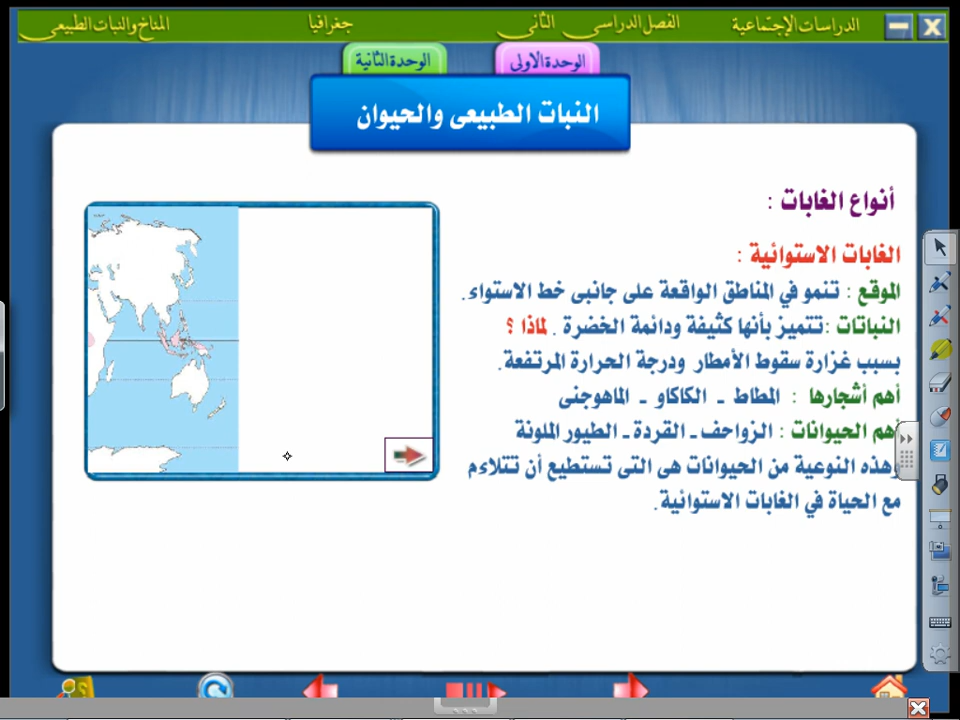 الدراسات الإجتماعية
الفصل الدراسى الثانى
جغرافيا
المناخ والنبات الطبيعى
الوحدة الاولى
الوحدة الثانية
النبات الطبيعى والحيوان
أنواع الغابات :
الغابات الاستوائية :
الموقع : تنمو في المناطق الواقعة على جانبى خط الاستواء.
النباتات :تتميز بأنها كثيفة ودائمة الخضرة . لماذا ؟
بسبب غزارة سقوط الأمطار ودرجة الحرارة المرتفعة.
أهم أشجارها : المطاط - الكاكاو - الماهوجنى
أهم الحيوانات : الزواحف - القردة - الطيور الملونة
وهذه النوعية من الحيوانات هى التى تستطيع أن تتلاءم
مع الحياة في الغابات الاستوائية.